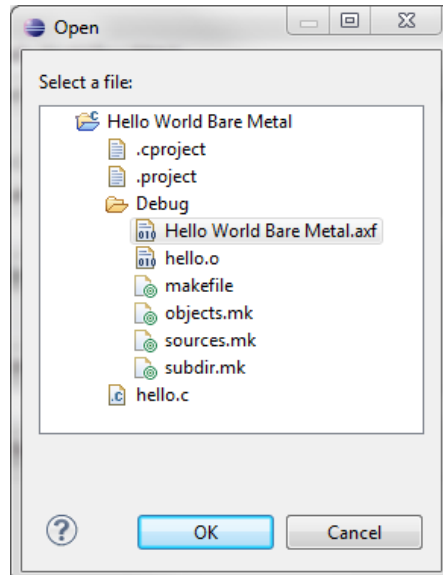 Open
Select a file:
Hello World Bare Metal
.cproject
.project
Debug
Hello World Bare Metal.axf
hello.o
makefile
objects.mk
sources.mk
subdir.mk
hello.c
OK
Cancel